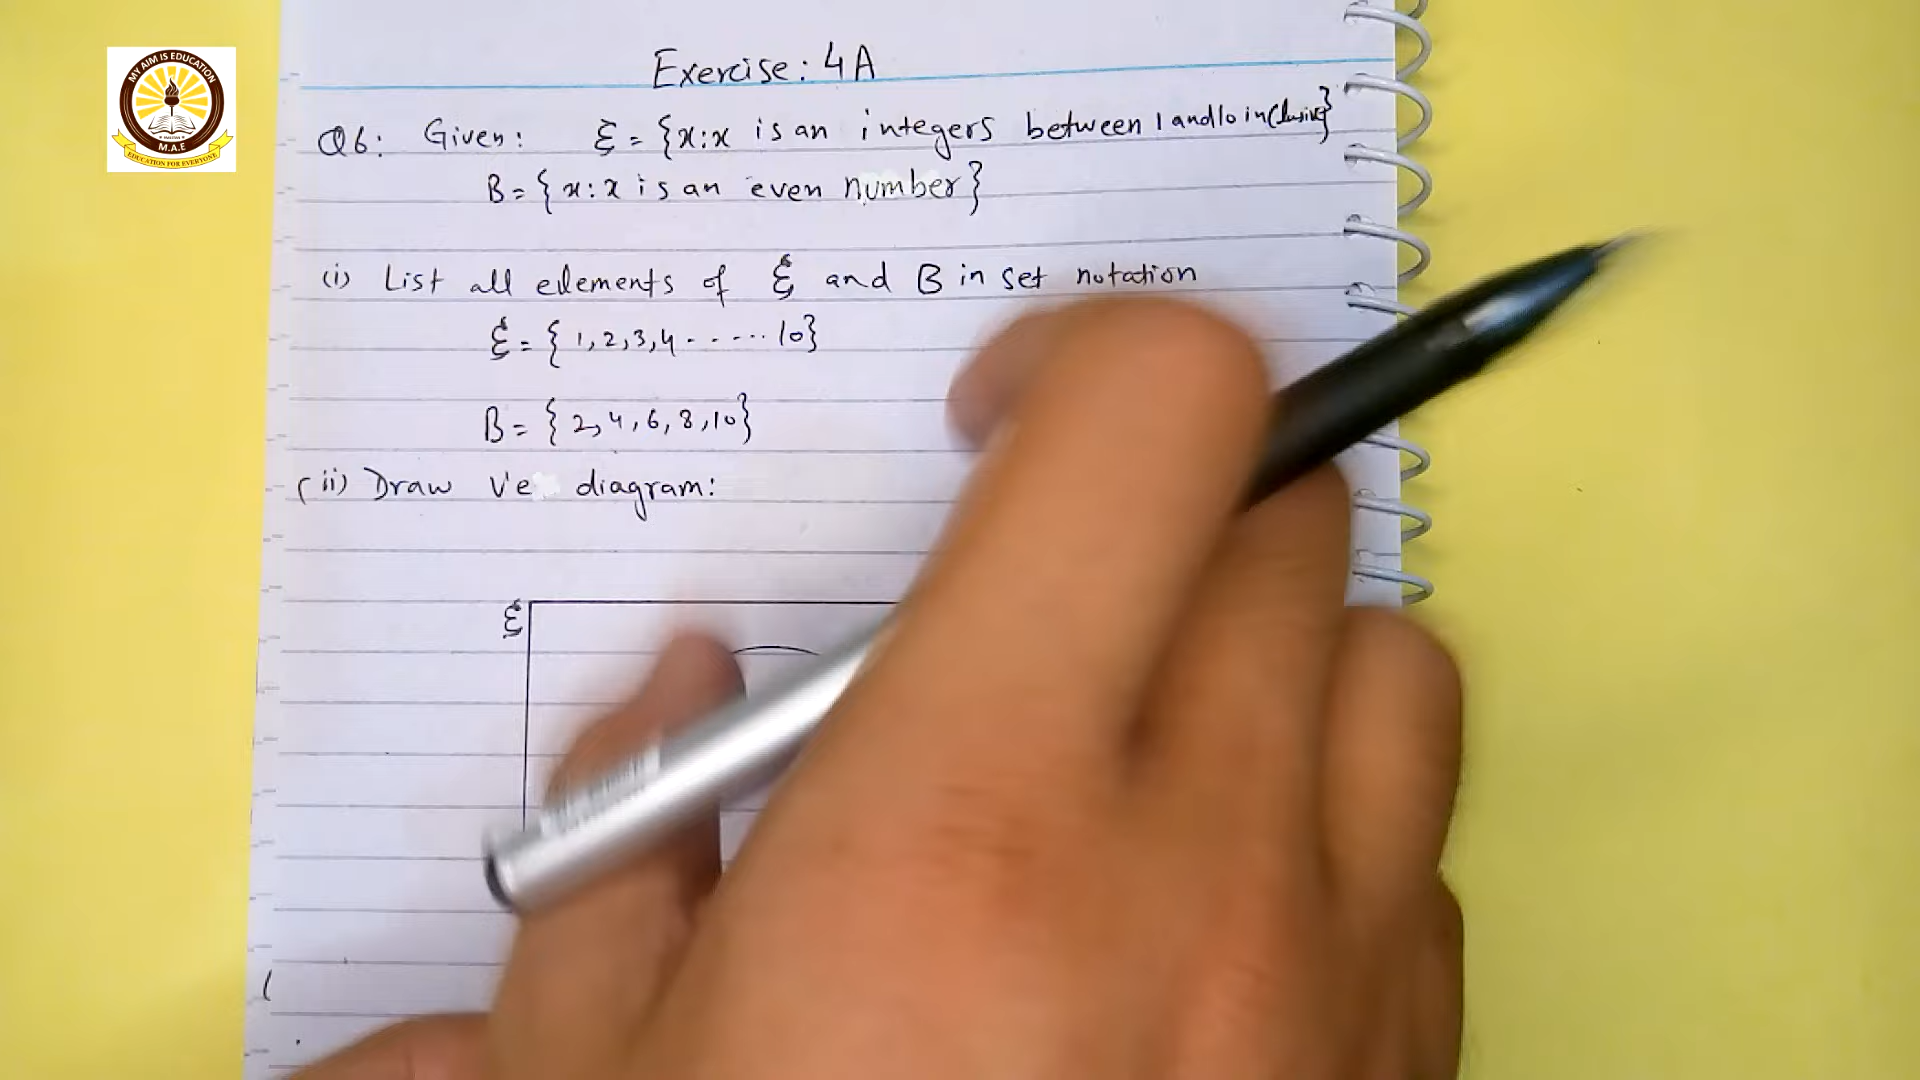 MY AIM IS EDUCATION
M.A.E
EDUCATION FOR EVERYONE
Exercise: 4A
Q6: Given: ξ = {x:x is an integers between 1 and 10 inclusive}
B = {x:x is an even number}
(i) List all elements of ξ and B in set notation
ξ = { 1,2,3,4 - - - --- 10}
B = { 2,4,6,8,10}
(ii) Draw V'e diagram:
ξ
(